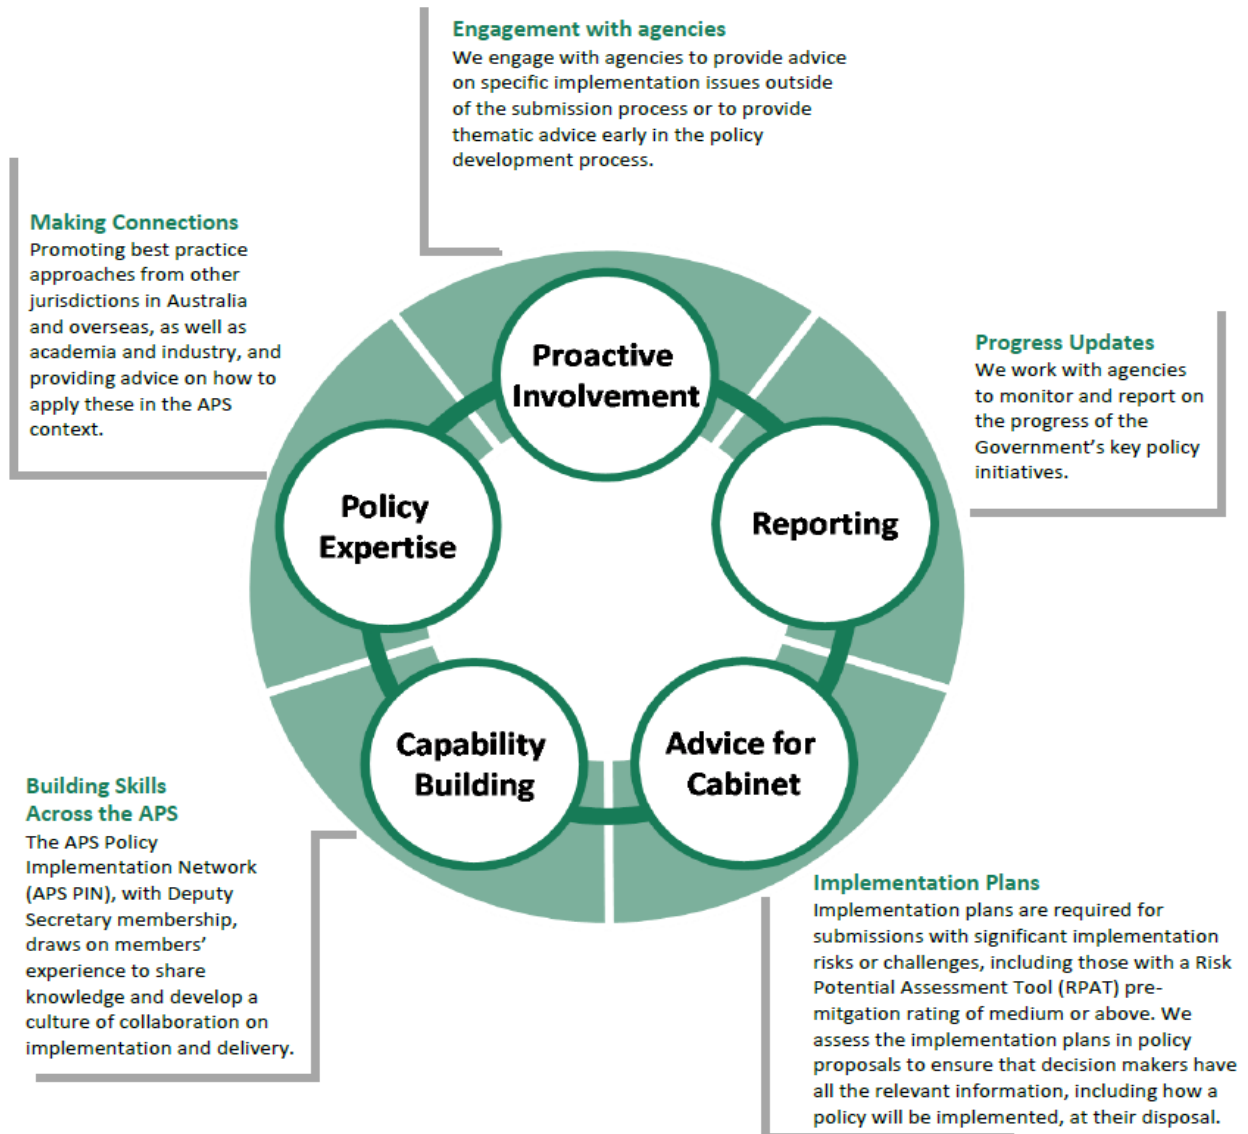 Engagement with agencies
We engage with agencies to provide advice
on specific implementation issues outside
of the submission process or to provide
thematic advice early in the policy
development process.
Making Connections
Promoting best practice
approaches from other
jurisdictions in Australia
and overseas, as well as
academia and industry, and
providing advice on how to
apply these in the APS
context.
Progress Updates
We work with agencies
to monitor and report on
the progress of the
Government's key policy
initiatives.
Proactive
Involvement
Policy
Expertise
Reporting
Capability
Building
Advice for
Cabinet
Building Skills
Across the APS
The APS Policy
Implementation Network
(APS PIN), with Deputy
Secretary membership,
draws on members'
experience to share
knowledge and develop a
culture of collaboration on
implementation and delivery.
Implementation Plans
Implementation plans are required for
submissions with significant implementation
risks or challenges, including those with a Risk
Potential Assessment Tool (RPAT) pre-
mitgation rating of medium or above. We
assess the implementation plans in policy
proposals to ensure that decision makers have
all the relevant information, including how a
policy will be implemented, at their disposal.